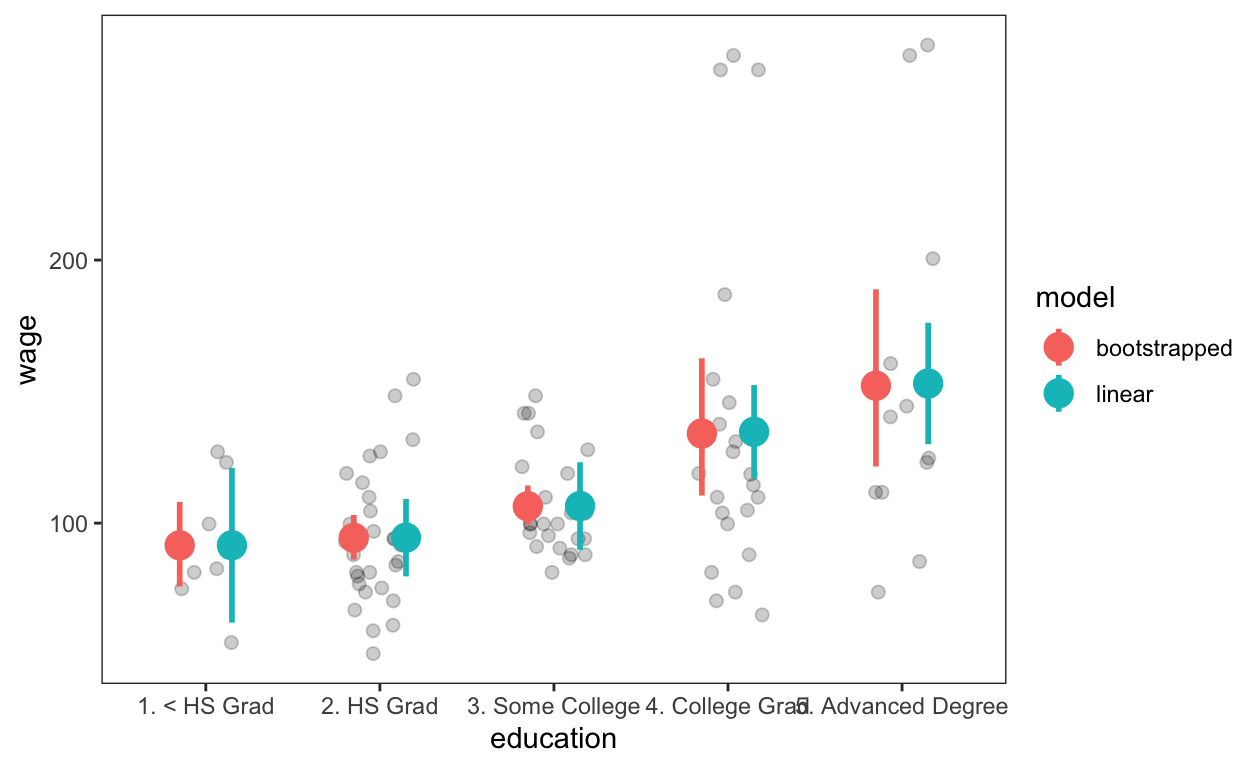 200
100
wage
1. < HS Grad
2. HS Grad
3. Some College
4. College Grad
5. Advanced Degree
education
model
bootstrapped
linear